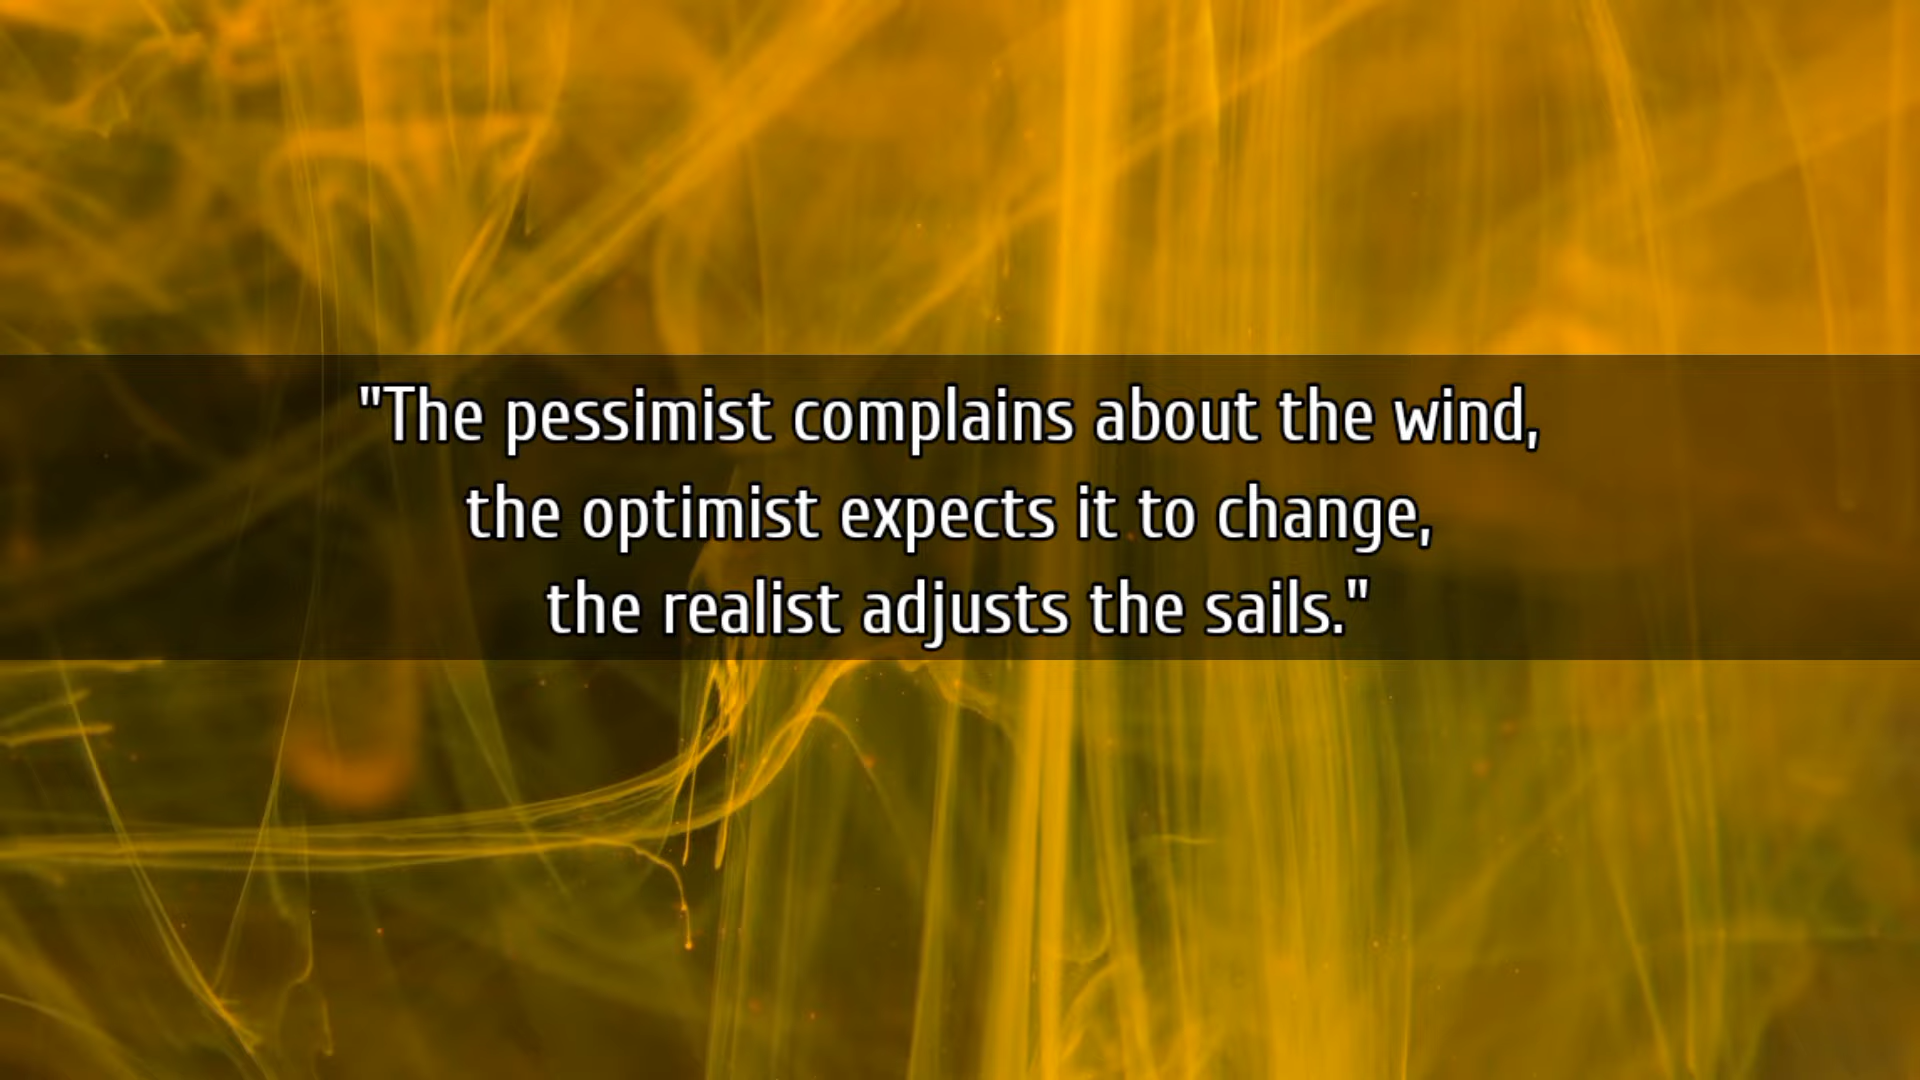 "The pessimist complains about the wind,
the optimist expects it to change,
the realist adjusts the sails."